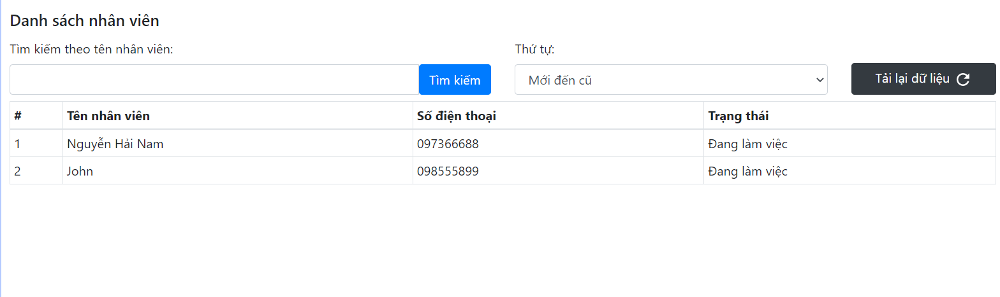 Danh sách nhân viên
Tìm kiếm theo tên nhân viên: Thứ tự:
Tìm kiếm Mới đến cũ Tải lại dữ liệu
# Tên nhân viên Số điện thoại Trạng thái
1 Nguyễn Hải Nam 097366688 Đang làm việc
2 John 098555899 Đang làm việc